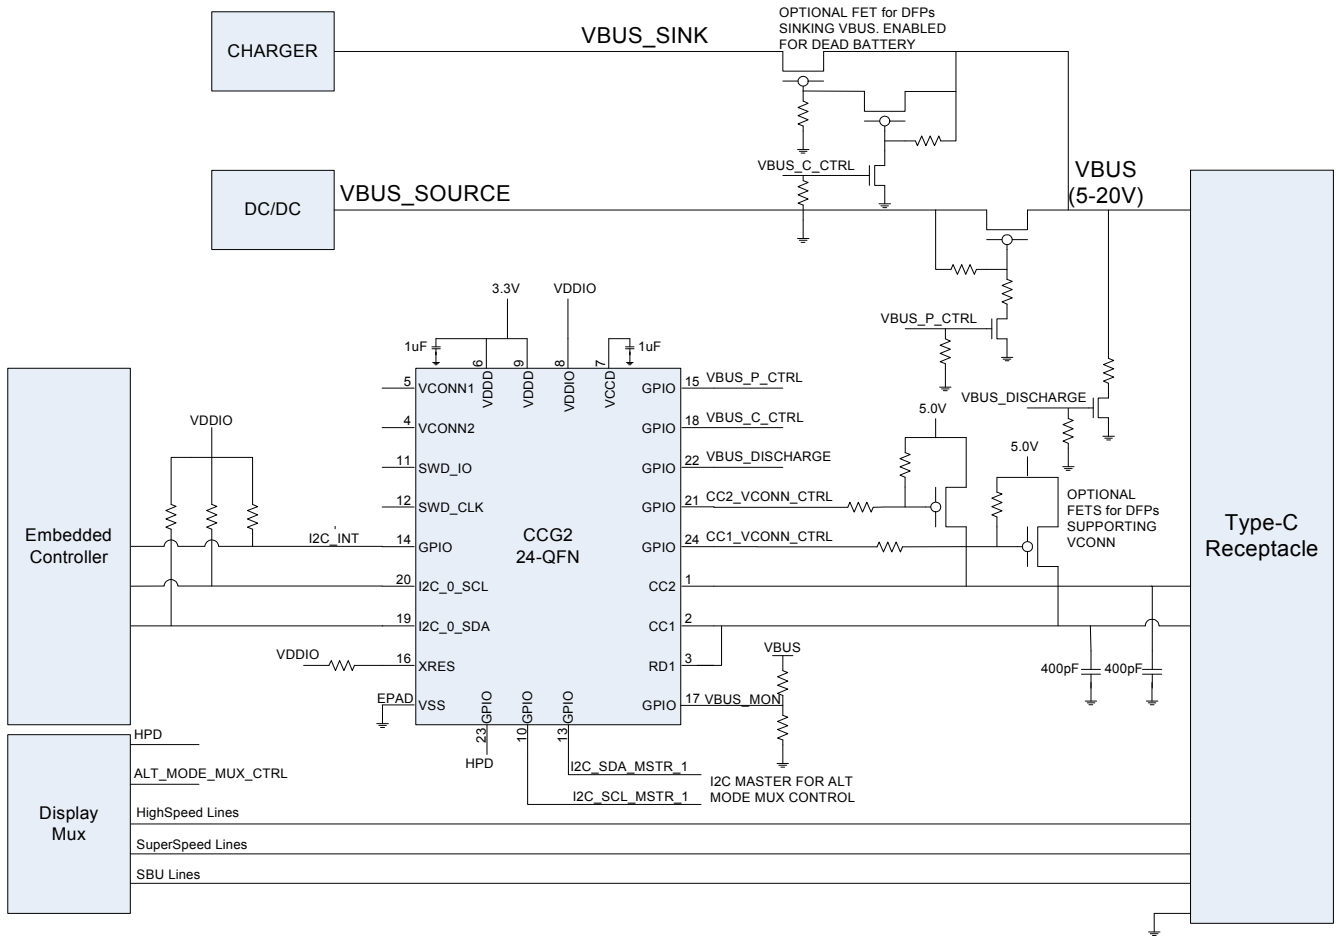 OPTIONAL FET for DFPs
SINKING VBUS. ENABLED
FOR DEAD BATTERY
CHARGER
VBUS_SINK
VBUS_C_CTRL
DC/DC
VBUS_SOURCE
VBUS
(5-20V)
3.3V
VDDIO
VBUS_P_CTRL
1uF
1uF
6
9
8
7
VDDD
VDDD
VDDIO
VCCD
5
VCONN1
GPIO
15
VBUS_P_CTRL
VBUS_DISCHARGE
5.0V
VDDIO
4
VCONN2
GPIO
18
VBUS_C_CTRL
5.0V
11
SWD_IO
GPIO
22
VBUS_DISCHARGE
OPTIONAL
FETS for DFPs
SUPPORTING
VCONN
12
SWD_CLK
GPIO
21
CC2_VCONN_CTRL
Embedded
Controller
CCG2
24-QFN
Type-C
Receptacle
I2C_INT
14
GPIO
GPIO
24
CC1_VCONN_CTRL
20
I2C_0_SCL
CC2
1
19
I2C_0_SDA
CC1
2
VDDIO
16
XRES
RD1
3
VBUS
400pF
400pF
EPAD
VSS
GPIO
17
VBUS_MON
GPIO
GPIO
GPIO
23
10
13
HPD
HPD
I2C_SDA_MSTR_1
I2C_SCL_MSTR_1
I2C MASTER FOR ALT
MODE MUX CONTROL
ALT_MODE_MUX_CTRL
Display
Mux
HighSpeed Lines
SuperSpeed Lines
SBU Lines